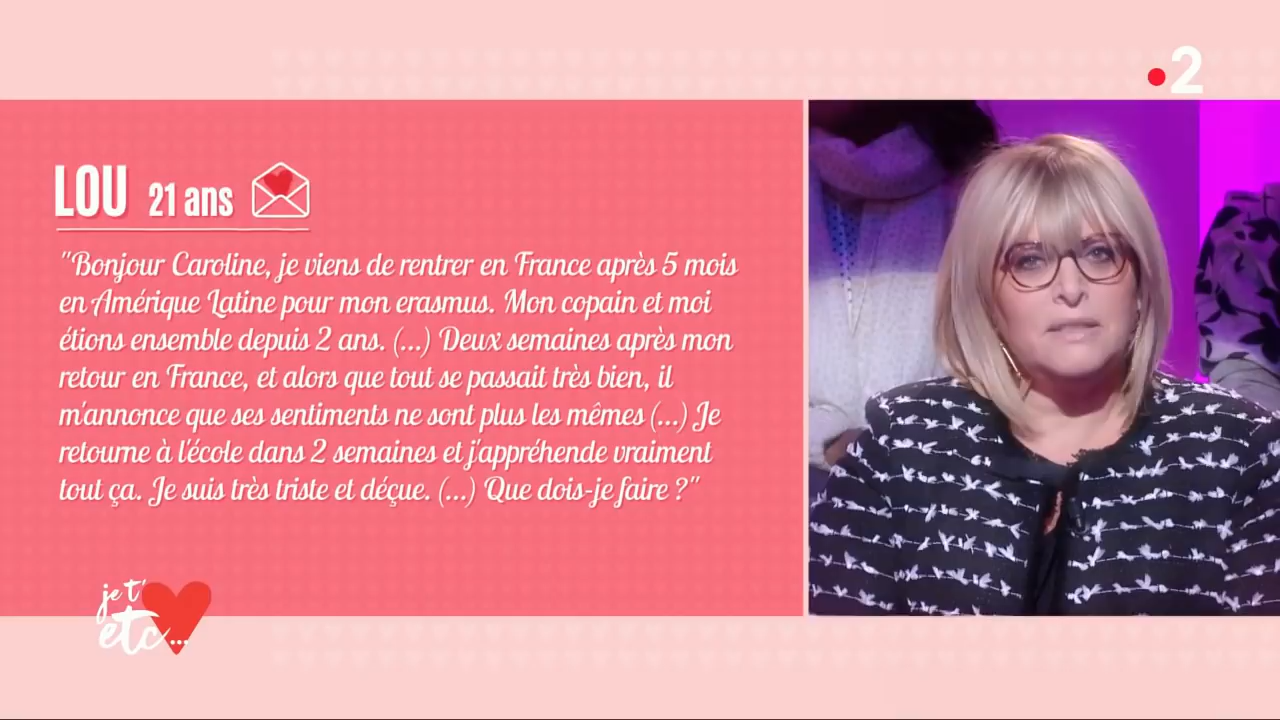 2
LOU 21 ans
"Bonjour Caroline, je viens de rentrer en France après 5 mois
en Amérique Latine pour mon erasmus. Mon copain et moi
étions ensemble depuis 2 ans. (...) Deux semaines après mon
retour en France, et alors que tout se passait très bien, il
m'annonce que ses sentiments ne sont plus les mêmes (...) Je
retourne à l'école dans 2 semaines et j'appréhende vraiment
tout ça. Je suis très triste et déçue. (...) Que dois-je faire ?"
je t'
etc...